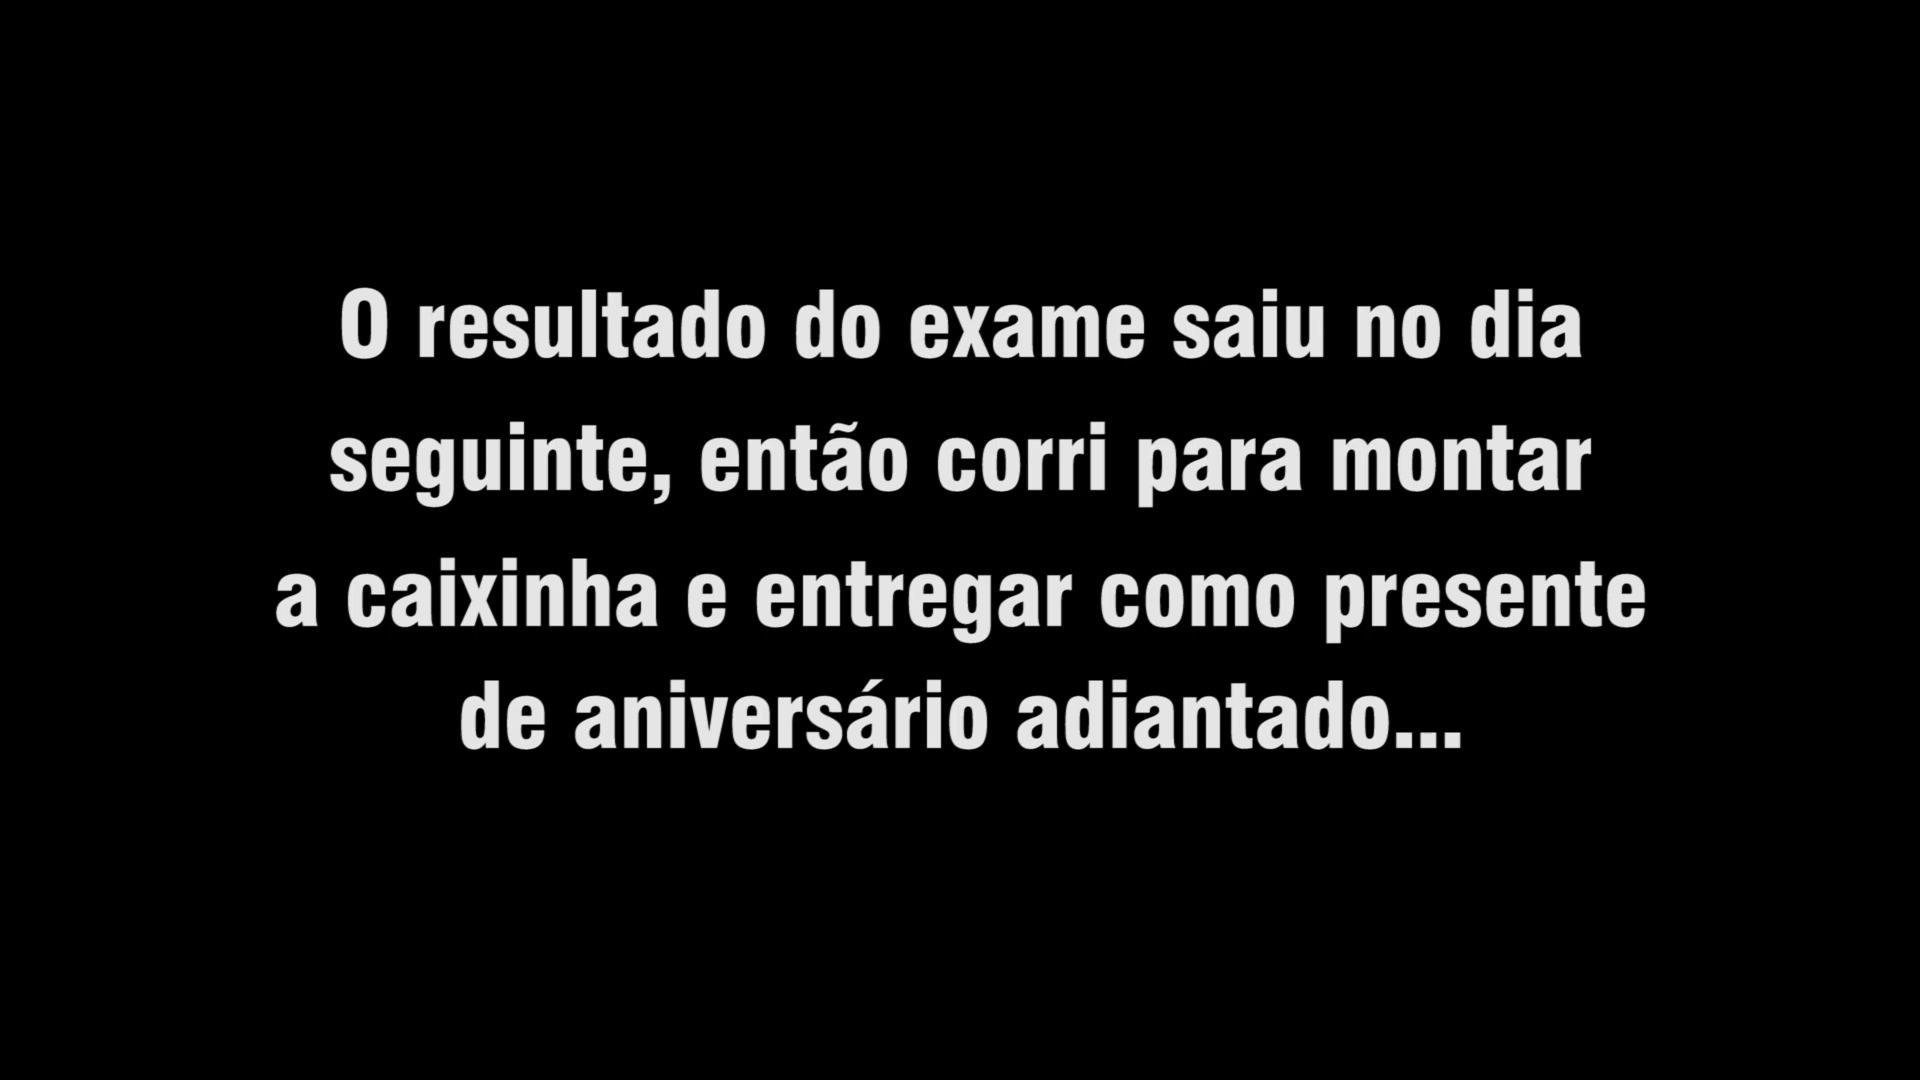 O resultado do exame saiu no dia
seguinte, então corri para montar
a caixinha e entregar como presente
de aniversário adiantado...